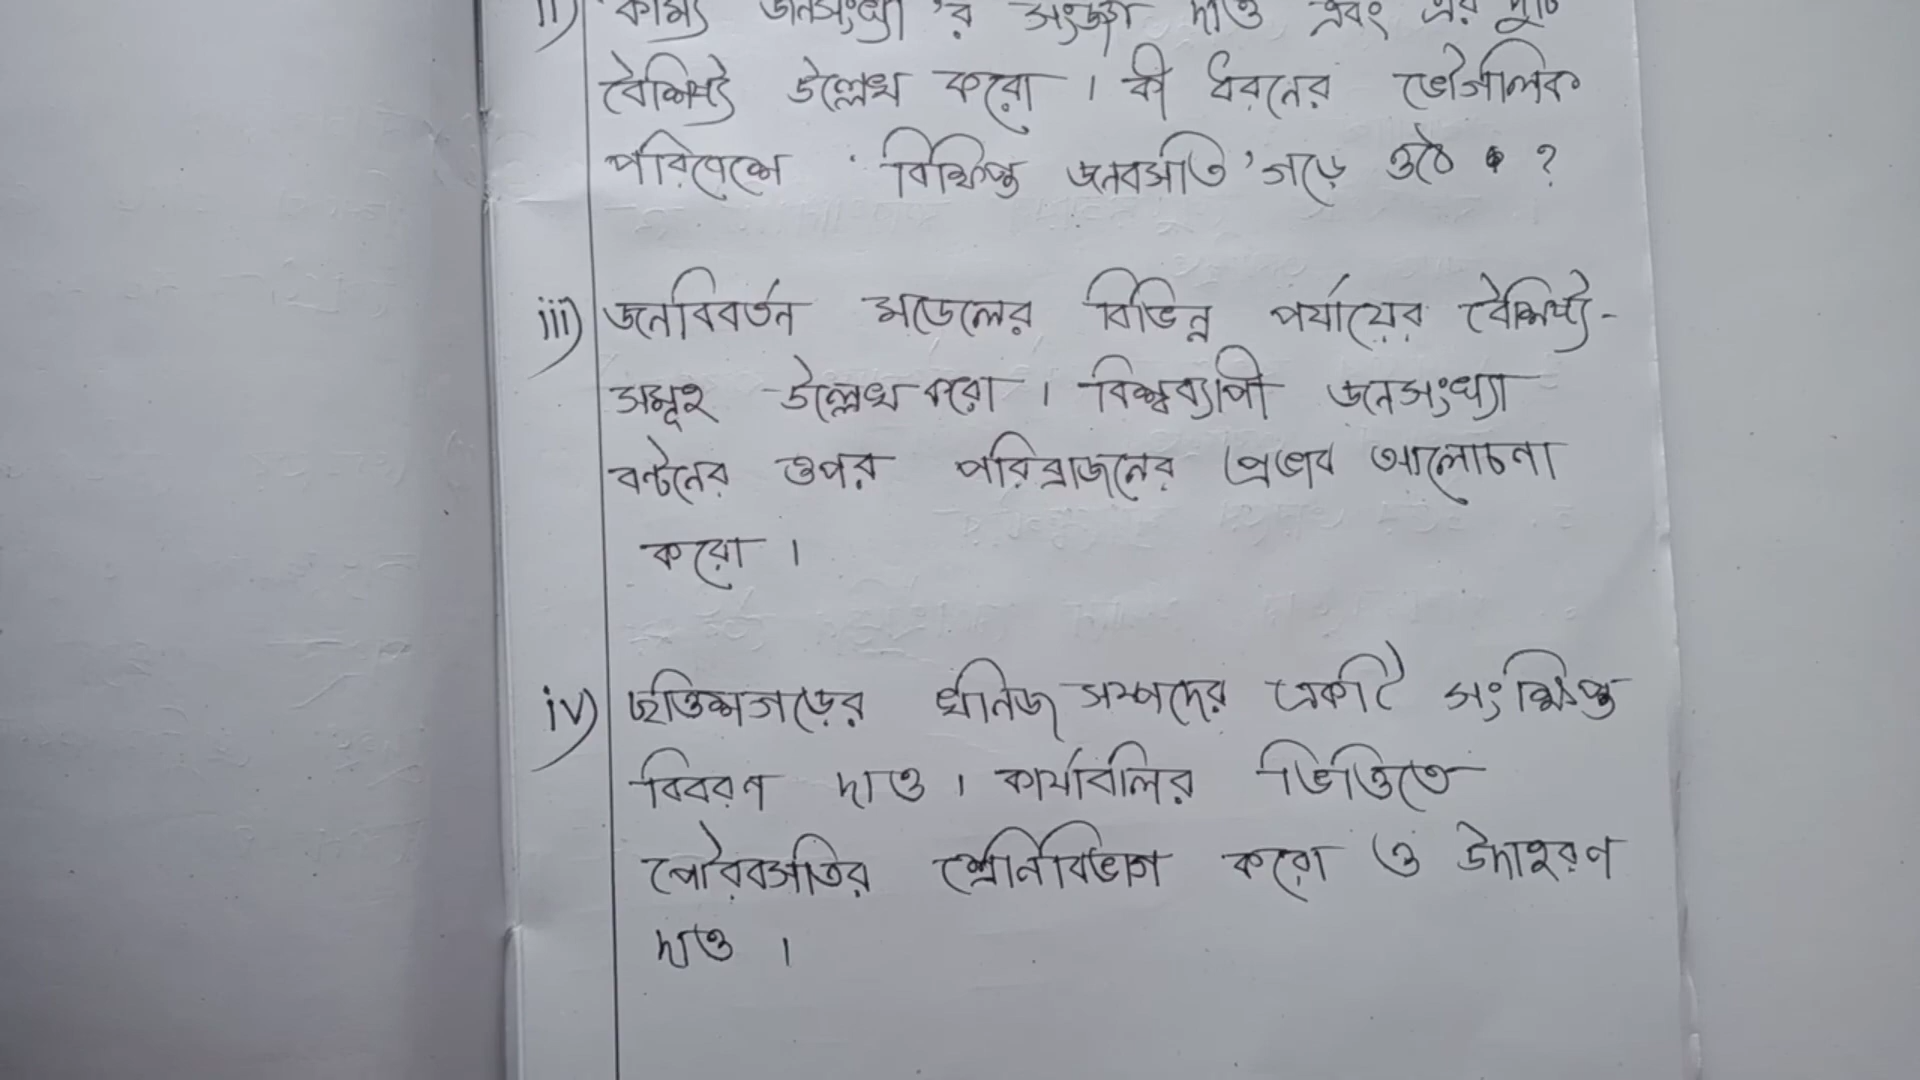 ii) 'কাম্য জনসংখ্যা'র সংজ্ঞা দাও এবং এর দুটি
বৈশিষ্ট্য উল্লেখ করো । কী ধরনের ভৌগলিক
পরিবেশে 'বিক্ষিপ্ত জনবসতি' গড়ে ওঠে ?
iii) জনবিবর্তন মডেলের বিভিন্ন পর্যায়ের বৈশিষ্ট্য-
সমূহ উল্লেখ করো । বিশ্বব্যাপী জনসংখ্যা
বণ্টনের ওপর পরিব্রাজনের প্রভাব আলোচনা
করো ।
iv) ছত্তিশগড়ের খনিজ সম্পদের একটি সংক্ষিপ্ত
বিবরণ দাও । কার্যাবলির ভিত্তিতে
পৌরবসতির শ্রেনিবিভাগ করো ও উদাহরণ
দাও ।